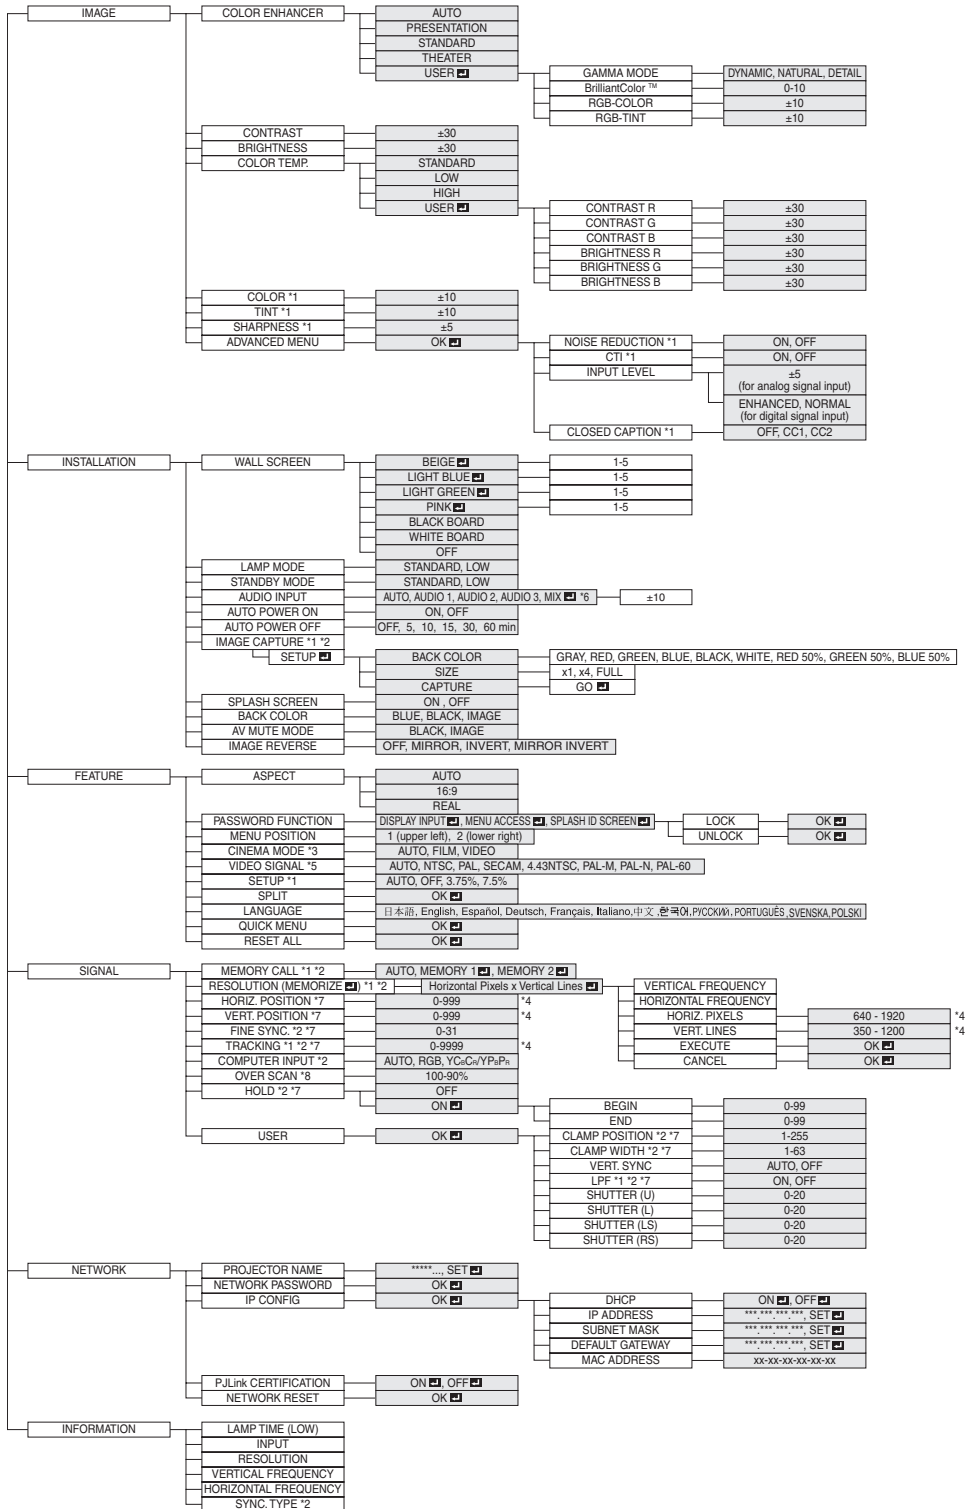 IMAGE COLOR ENHANCER AUTO
PRESENTATION
STANDARD
THEATER
USER GAMMA MODE DYNAMIC, NATURAL, DETAIL
BrilliantColor ™ 0-10
RGB-COLOR ±10
RGB-TINT ±10
CONTRAST ±30
BRIGHTNESS ±30
COLOR TEMP. STANDARD
LOW
HIGH
USER CONTRAST R ±30
CONTRAST G ±30
CONTRAST B ±30
BRIGHTNESS R ±30
BRIGHTNESS G ±30
BRIGHTNESS B ±30
COLOR *1 ±10
TINT *1 ±10
SHARPNESS *1 ±5
ADVANCED MENU OK NOISE REDUCTION *1 ON, OFF
CTI *1 ON, OFF
INPUT LEVEL ±5
(for analog signal input)
ENHANCED, NORMAL
(for digital signal input)
CLOSED CAPTION *1 OFF, CC1, CC2
INSTALLATION WALL SCREEN BEIGE 1-5
LIGHT BLUE 1-5
LIGHT GREEN 1-5
PINK 1-5
BLACK BOARD
WHITE BOARD
OFF
LAMP MODE STANDARD, LOW
STANDBY MODE STANDARD, LOW
AUDIO INPUT AUTO, AUDIO 1, AUDIO 2, AUDIO 3, MIX *6 ±10
AUTO POWER ON ON, OFF
AUTO POWER OFF OFF, 5, 10, 15, 30, 60 min
IMAGE CAPTURE *1 *2
SETUP BACK COLOR GRAY, RED, GREEN, BLUE, BLACK, WHITE, RED 50%, GREEN 50%, BLUE 50%
SIZE x1, x4, FULL
CAPTURE GO
SPLASH SCREEN ON , OFF
BACK COLOR BLUE, BLACK, IMAGE
AV MUTE MODE BLACK, IMAGE
IMAGE REVERSE OFF, MIRROR, INVERT, MIRROR INVERT
FEATURE ASPECT AUTO
16:9
REAL
PASSWORD FUNCTION DISPLAY INPUT, MENU ACCESS, SPLASH ID SCREEN LOCK OK
UNLOCK OK
MENU POSITION 1 (upper left), 2 (lower right)
CINEMA MODE *3 AUTO, FILM, VIDEO
VIDEO SIGNAL *5 AUTO, NTSC, PAL, SECAM, 4.43NTSC, PAL-M, PAL-N, PAL-60
SETUP *1 AUTO, OFF, 3.75%, 7.5%
SPLIT OK
LANGUAGE 日本語, English, Español, Deutsch, Français, Italiano,中文 ,한국어,РУССКИЙ, PORTUGUÊS ,SVENSKA,POLSKI
QUICK MENU OK
RESET ALL OK
SIGNAL MEMORY CALL *1 *2 AUTO, MEMORY 1, MEMORY 2
RESOLUTION (MEMORIZE) *1 *2 Horizontal Pixels x Vertical Lines VERTICAL FREQUENCY
HORIZONTAL FREQUENCY
HORIZ. POSITION *7 0-999 *4 HORIZ. PIXELS 640 - 1920 *4
VERT. POSITION *7 0-999 *4 VERT. LINES 350 - 1200 *4
FINE SYNC. *2 *7 0-31 EXECUTE OK
TRACKING *1 *2 *7 0-9999 *4 CANCEL OK
COMPUTER INPUT *2 AUTO, RGB, YCBCR/YPBPR
OVER SCAN *8 100-90%
HOLD *2 *7 OFF
ON BEGIN 0-99
END 0-99
USER OK CLAMP POSITION *2 *7 1-255
CLAMP WIDTH *2 *7 1-63
VERT. SYNC AUTO, OFF
LPF *1 *2 *7 ON, OFF
SHUTTER (U) 0-20
SHUTTER (L) 0-20
SHUTTER (LS) 0-20
SHUTTER (RS) 0-20
NETWORK PROJECTOR NAME *****..., SET
NETWORK PASSWORD OK
IP CONFIG OK DHCP ON, OFF
IP ADDRESS ***.***.***.***, SET
SUBNET MASK ***.***.***.***, SET
DEFAULT GATEWAY ***.***.***.***, SET
MAC ADDRESS xx-xx-xx-xx-xx-xx
PJLink CERTIFICATION ON, OFF
NETWORK RESET OK
INFORMATION LAMP TIME (LOW)
INPUT
RESOLUTION
VERTICAL FREQUENCY
HORIZONTAL FREQUENCY
SYNC. TYPE *2